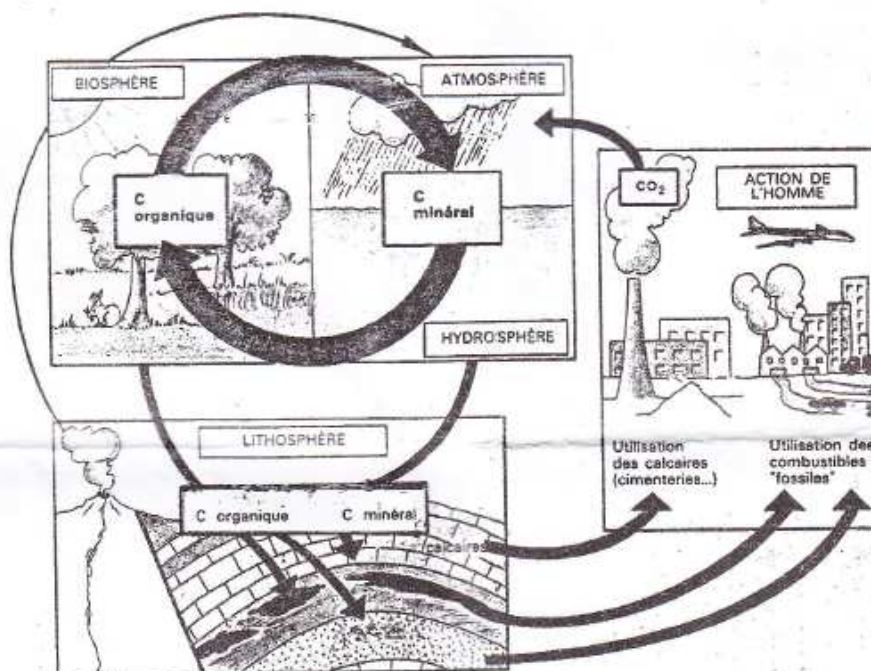 BIOSPHÈRE
ATMOSPHÈRE
C
organique
C
minéral
HYDROSPHÈRE
CO₂
ACTION DE
L'HOMME
LITHOSPHÈRE
C organique
C minéral
calcaires
Utilisation
des calcaires
(cimenteries...)
Utilisation des
combustibles
"fossiles"